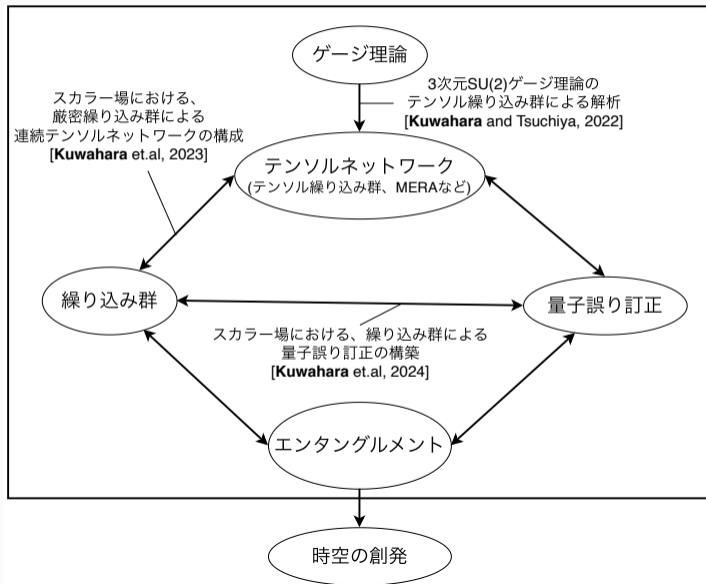 ゲージ理論
3次元SU(2)ゲージ理論の
テンソル繰り込み群による解析
[Kuwahara and Tsuchiya, 2022]
スカラー場における、
厳密繰り込み群による
連続テンソルネットワークの構成
[Kuwahara et.al, 2023]
テンソルネットワーク
(テンソル繰り込み群、MERAなど)
繰り込み群
量子誤り訂正
スカラー場における、繰り込み群による
量子誤り訂正の構築
[Kuwahara et.al, 2024]
エンタングルメント
時空の創発